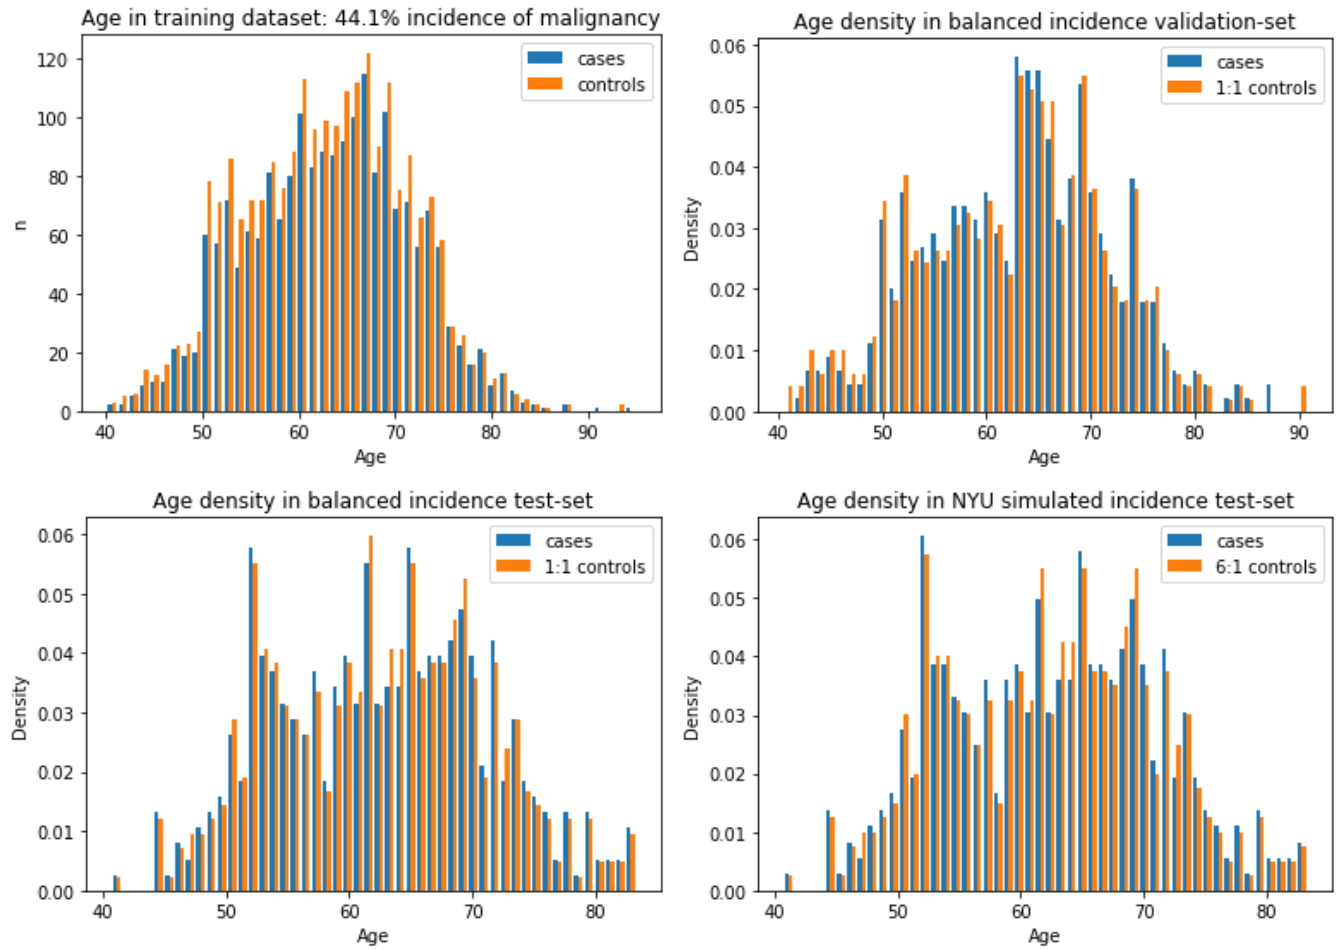 Age in training dataset: 44.1% incidence of malignancy
cases
controls
n
120
100
80
60
40
20
0
40 50 60 70 80 90
Age
Age density in balanced incidence validation-set
cases
1:1 controls
Density
0.06
0.05
0.04
0.03
0.02
0.01
0.00
40 50 60 70 80 90
Age
Age density in balanced incidence test-set
cases
1:1 controls
Density
0.06
0.05
0.04
0.03
0.02
0.01
0.00
40 50 60 70 80
Age
Age density in NYU simulated incidence test-set
cases
6:1 controls
Density
0.06
0.05
0.04
0.03
0.02
0.01
0.00
40 50 60 70 80
Age